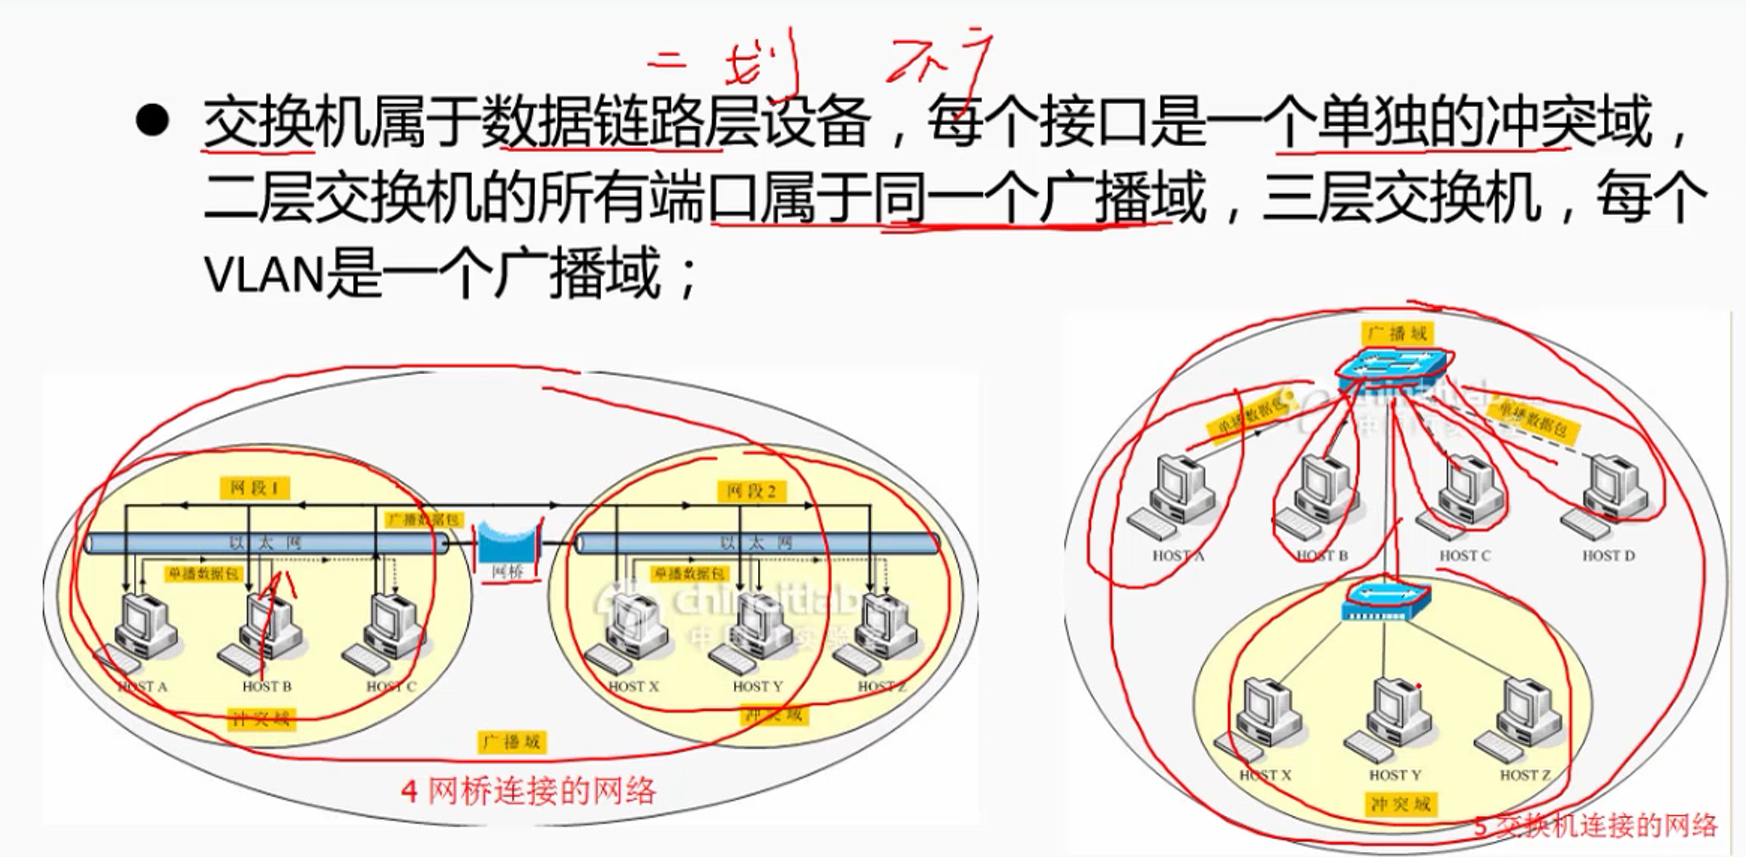 二 划 不广
● 交换机属于数据链路层设备，每个接口是一个单独的冲突域，
二层交换机的所有端口属于同一个广播域，三层交换机，每个
VLAN是一个广播域；
网段1
网段2
广播数据包
以太网
以太网
网桥
单播数据包
单播数据包
chinaitlab
HOST A
HOST B
HOST C
HOST X
HOST Y
HOST Z
冲突域
冲突域
广播域
4 网桥连接的网络
广播域
单播数据包
单播数据包
HOST A
HOST B
HOST C
HOST D
HOST X
HOST Y
HOST Z
冲突域
5 交换机连接的网络